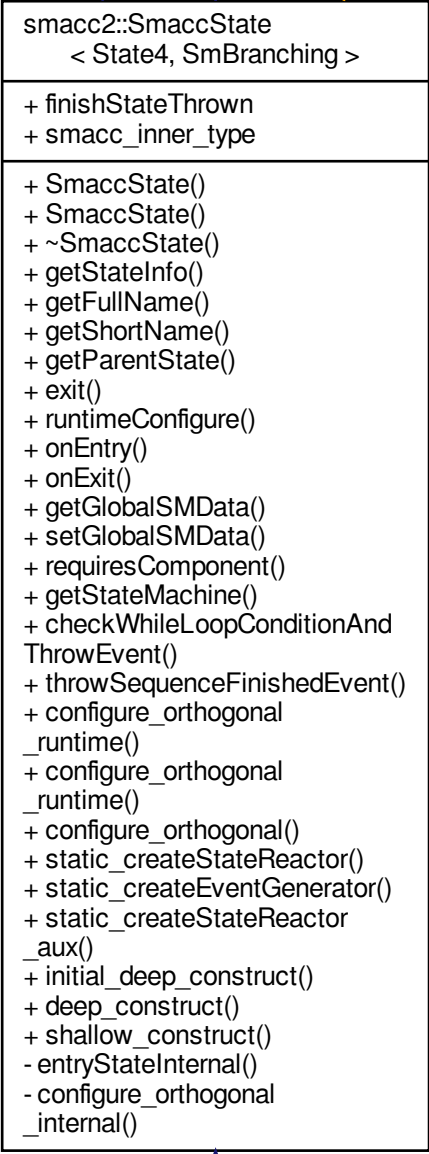 smacc2::SmaccState
< State4, SmBranching >
+ finishStateThrown
+ smacc_inner_type
+ SmaccState()
+ SmaccState()
+ ~SmaccState()
+ getStateInfo()
+ getFullName()
+ getShortName()
+ getParentState()
+ exit()
+ runtimeConfigure()
+ onEntry()
+ onExit()
+ getGlobalSMData()
+ setGlobalSMData()
+ requiresComponent()
+ getStateMachine()
+ checkWhileLoopConditionAnd
ThrowEvent()
+ throwSequenceFinishedEvent()
+ configure_orthogonal
_runtime()
+ configure_orthogonal
_runtime()
+ configure_orthogonal()
+ static_createStateReactor()
+ static_createEventGenerator()
+ static_createStateReactor
_aux()
+ initial_deep_construct()
+ deep_construct()
+ shallow_construct()
- entryStateInternal()
- configure_orthogonal
_internal()